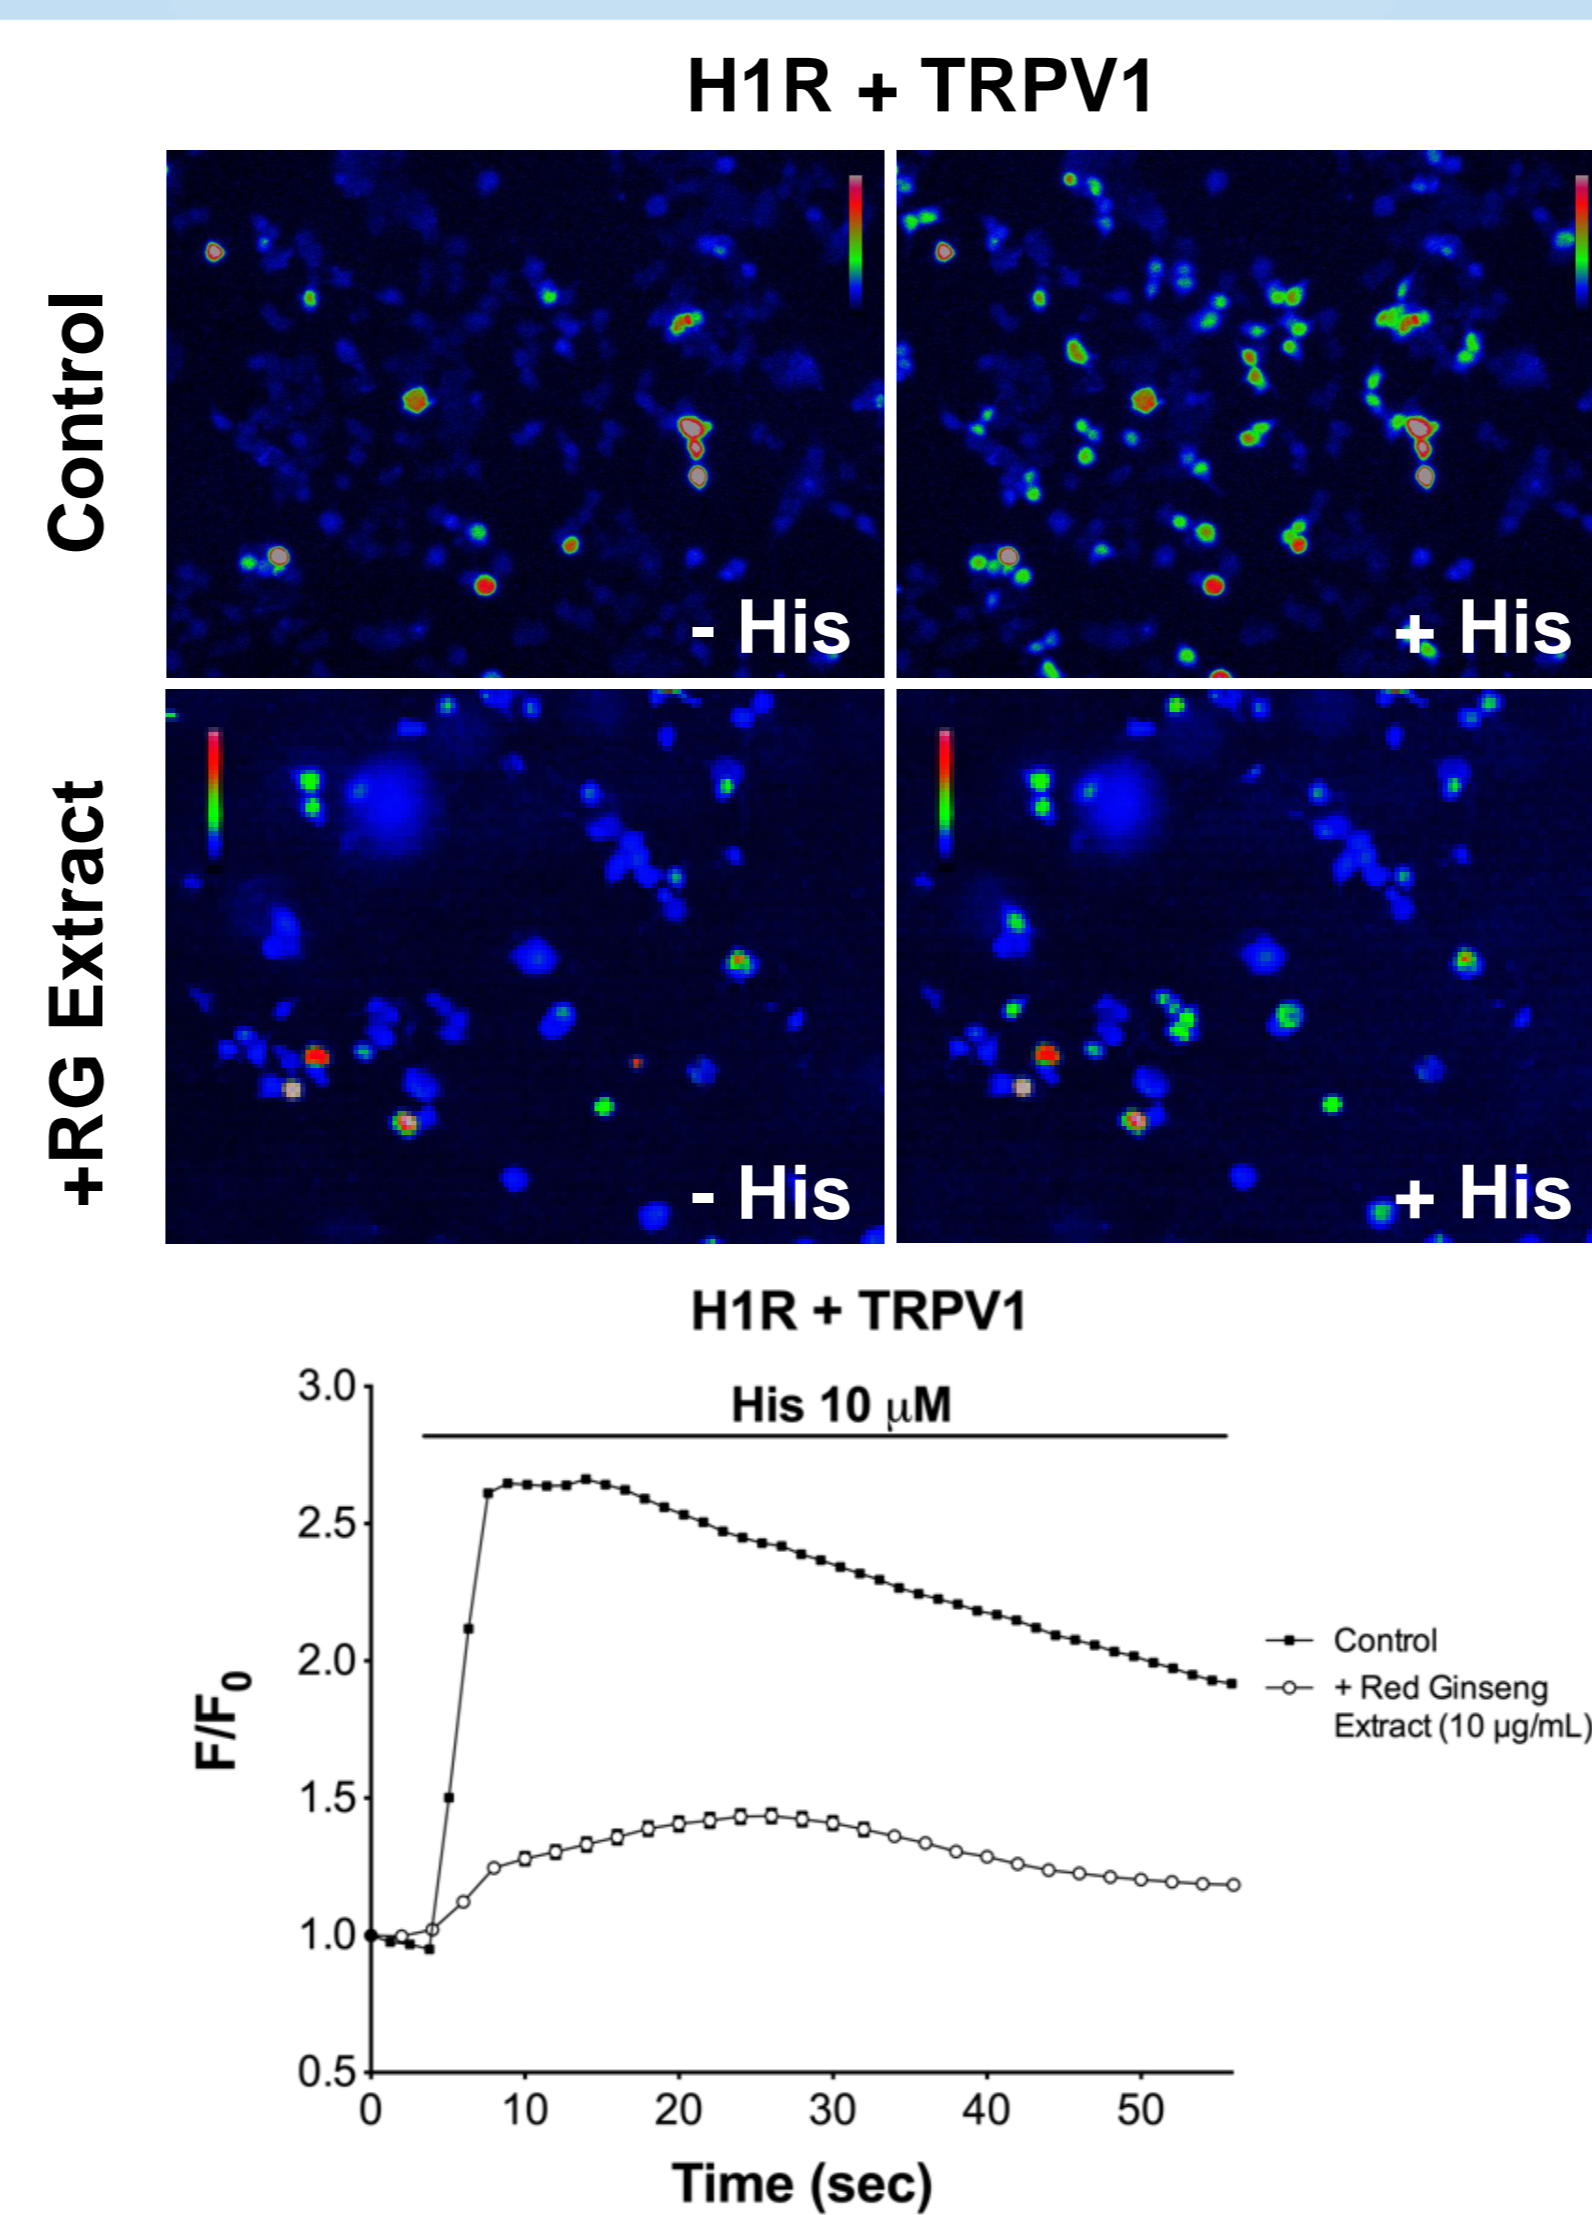 H1R + TRPV1
Control
- His
+ His
+RG Extract
- His
+ His
H1R + TRPV1
His 10 μM
3.0
2.5
2.0
1.5
1.0
0.5
F/F0
0
10
20
30
40
50
Time (sec)
Control
+ Red Ginseng
Extract (10 μg/mL)